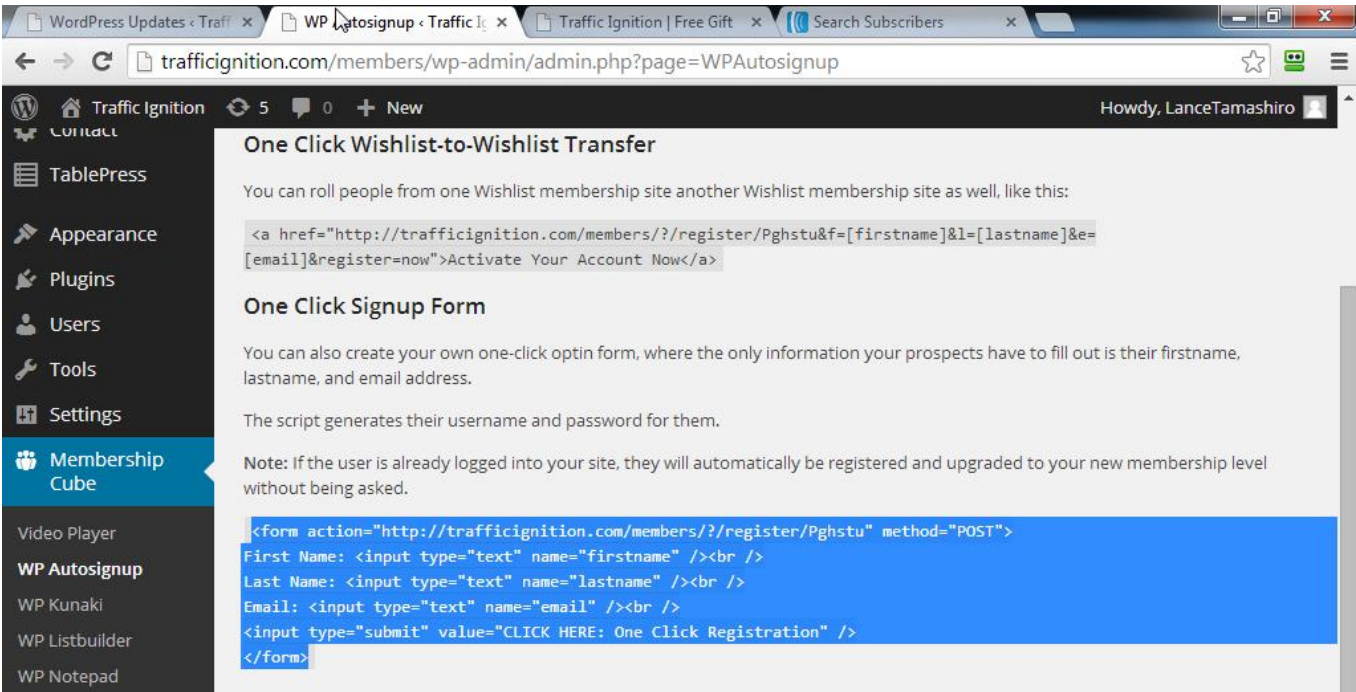 WordPress Updates ‹ Traff
WP Autosignup ‹ Traffic Ig
Traffic Ignition | Free Gift
Search Subscribers
trafficignition.com/members/wp-admin/admin.php?page=WPAutosignup
Traffic Ignition 5 0 + New Howdy, LanceTamashiro
Contact
TablePress
Appearance
Plugins
Users
Tools
Settings
Membership
Cube
Video Player
WP Autosignup
WP Kunaki
WP Listbuilder
WP Notepad
One Click Wishlist-to-Wishlist Transfer
You can roll people from one Wishlist membership site another Wishlist membership site as well, like this:
<a href="http://trafficignition.com/members/?/register/Pghstu&f=[firstname]&l=[lastname]&e=
[email]&register=now">Activate Your Account Now</a>
One Click Signup Form
You can also create your own one-click optin form, where the only information your prospects have to fill out is their firstname,
lastname, and email address.
The script generates their username and password for them.
Note: If the user is already logged into your site, they will automatically be registered and upgraded to your new membership level
without being asked.
<form action="http://trafficignition.com/members/?/register/Pghstu" method="POST">
First Name: <input type="text" name="firstname" /><br />
Last Name: <input type="text" name="lastname" /><br />
Email: <input type="text" name="email" /><br />
<input type="submit" value="CLICK HERE: One Click Registration" />
</form>